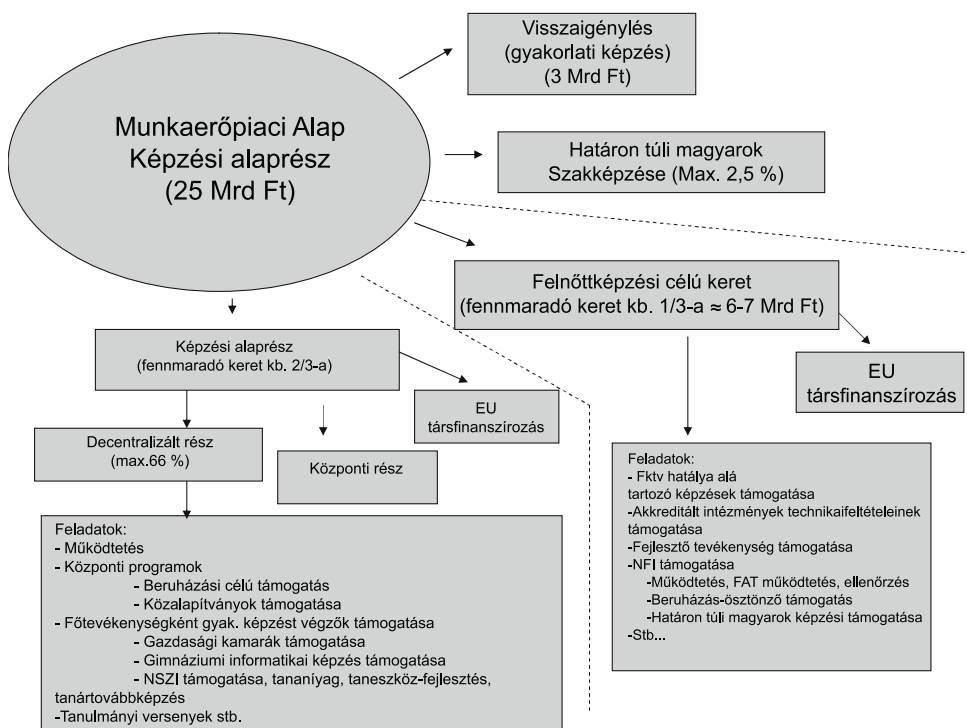 Munkaerőpiaci Alap
Képzési alaprész
(25 Mrd Ft)
Visszaigénylés
(gyakorlati képzés)
(3 Mrd Ft)
Határon túli magyarok
Szakképzése (Max. 2,5 %)
Felnőttképzési célú keret
(fennmaradó keret kb. 1/3-a ≈ 6-7 Mrd Ft)
EU
társfinanszírozás
Képzési alaprész
(fennmaradó keret kb. 2/3-a)
EU
társfinanszírozás
Decentralizált rész
(max.66 %)
Központi rész
Feladatok:
- Működtetés
- Központi programok
- Beruházási célú támogatás
- Közalapítványok támogatása
- Főtevékenységként gyak. képzést végzők támogatása
- Gazdasági kamarák támogatása
- Gimnáziumi informatikai képzés támogatása
- NSZI támogatása, tananíyag, taneszköz-fejlesztés,
tanártovábbképzés
-Tanulmányi versenyek stb.
Feladatok:
- Fktv hatálya alá
tartozó képzések támogatása
-Akkreditált intézmények technikaifeltételeinek
támogatása
-Fejlesztő tevékenység támogatása
-NFI támogatása
-Működtetés, FAT működtetés, ellenőrzés
-Beruházás-ösztönző támogatás
-Határon túli magyarok képzési támogatása
-Stb...